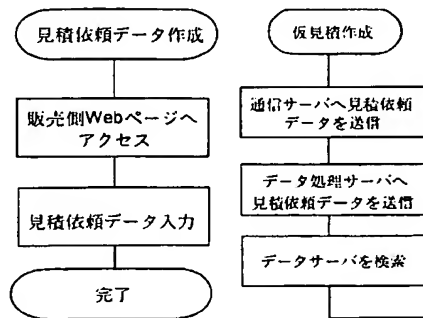 見積依頼データ作成
販売側Webページへ
アクセス
見積依頼データ入力
完了
仮見積作成
通信サーバへ見積依頼
データを送信
データ処理サーバへ
見積依頼データを送信
データサーバを検索